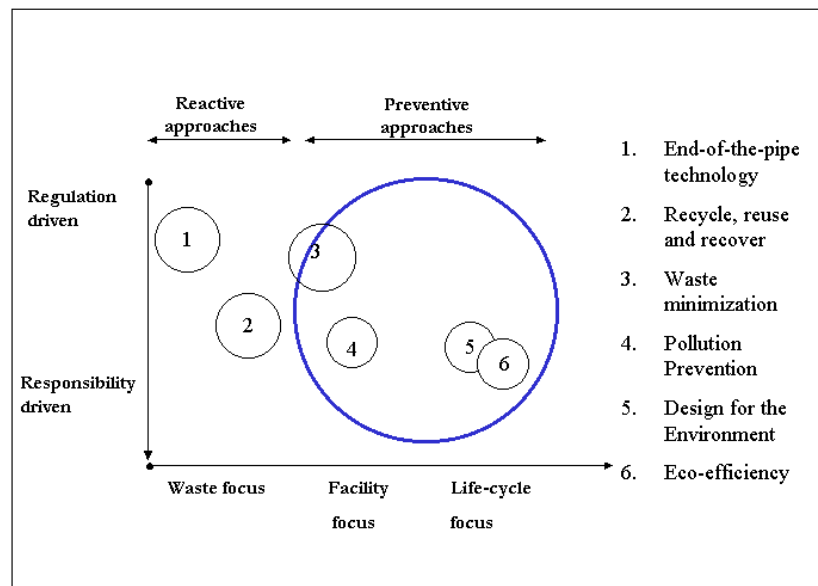 Reactive
approaches
Preventive
approaches
Regulation
driven
Responsibility
driven
1
2
3
4
5
6
Waste focus
Facility
focus
Life-cycle
focus
1. End-of-the-pipe
technology
2. Recycle, reuse
and recover
3. Waste
minimization
4. Pollution
Prevention
5. Design for the
Environment
6. Eco-efficiency